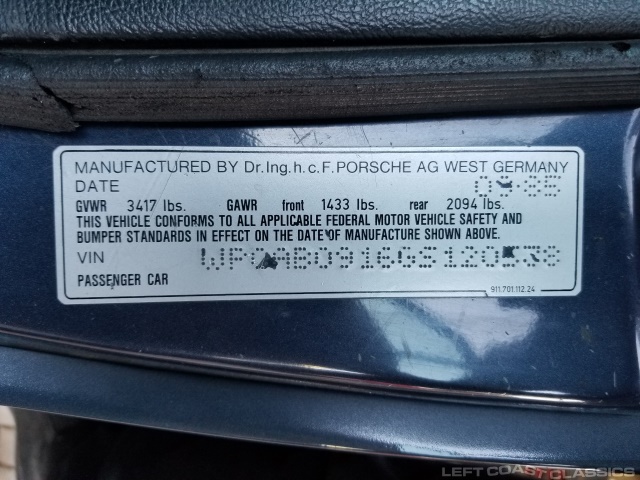 MANUFACTURED BY Dr.Ing.h.c.F.PORSCHE AG WEST GERMANY
DATE
GVWR 3417 lbs. GAWR front 1433 lbs. rear 2094 lbs.
THIS VEHICLE CONFORMS TO ALL APPLICABLE FEDERAL MOTOR VEHICLE SAFETY AND
BUMPER STANDARDS IN EFFECT ON THE DATE OF MANUFACTURE SHOWN ABOVE.
VIN
PASSENGER CAR
911.701.112.24
LEFT COAST CLASSICS